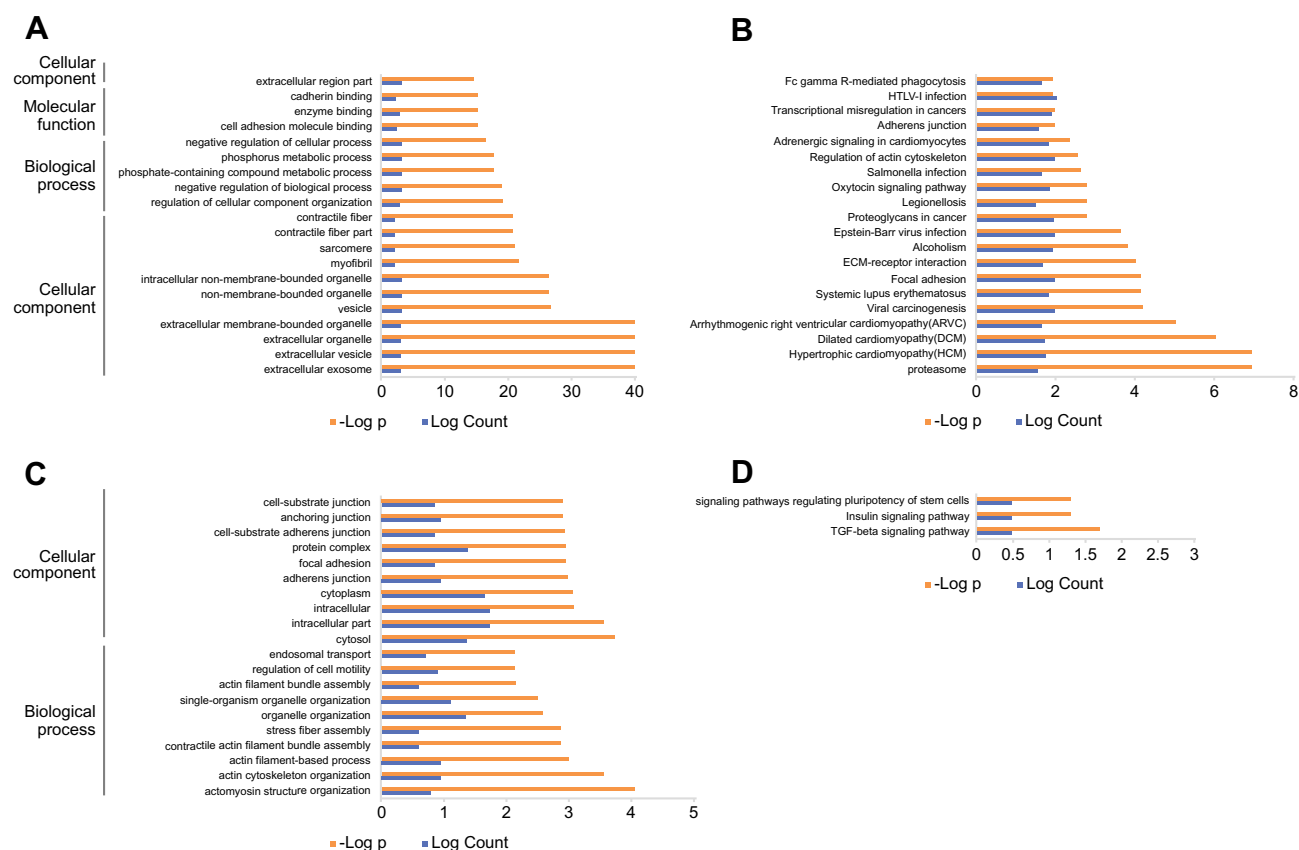 A
Cellular
component
Molecular
function
Biological
process
Cellular
component
extracellular region part
cadherin binding
enzyme binding
cell adhesion molecule binding
negative regulation of cellular process
phosphorus metabolic process
phosphate-containing compound metabolic process
negative regulation of biological process
regulation of cellular component organization
contractile fiber
contractile fiber part
sarcomere
myofibril
intracellular non-membrane-bounded organelle
non-membrane-bounded organelle
vesicle
extracellular membrane-bounded organelle
extracellular organelle
extracellular vesicle
extracellular exosome
0 10 20 30 40
-Log p Log Count
B
Fc gamma R-mediated phagocytosis
HTLV-I infection
Transcriptional misregulation in cancers
Adherens junction
Adrenergic signaling in cardiomyocytes
Regulation of actin cytoskeleton
Salmonella infection
Oxytocin signaling pathway
Legionellosis
Proteoglycans in cancer
Epstein-Barr virus infection
Alcoholism
ECM-receptor interaction
Focal adhesion
Systemic lupus erythematosus
Viral carcinogenesis
Arrhythmogenic right ventricular cardiomyopathy(ARVC)
Dilated cardiomyopathy(DCM)
Hypertrophic cardiomyopathy(HCM)
proteasome
0 2 4 6 8
-Log p Log Count
C
Cellular
component
Biological
process
cell-substrate junction
anchoring junction
cell-substrate adherens junction
protein complex
focal adhesion
adherens junction
cytoplasm
intracellular
intracellular part
cytosol
endosomal transport
regulation of cell motility
actin filament bundle assembly
single-organism organelle organization
organelle organization
stress fiber assembly
contractile actin filament bundle assembly
actin filament-based process
actin cytoskeleton organization
actomyosin structure organization
0 1 2 3 4 5
-Log p Log Count
D
signaling pathways regulating pluripotency of stem cells
Insulin signaling pathway
TGF-beta signaling pathway
0 0.5 1 1.5 2 2.5 3
-Log p Log Count